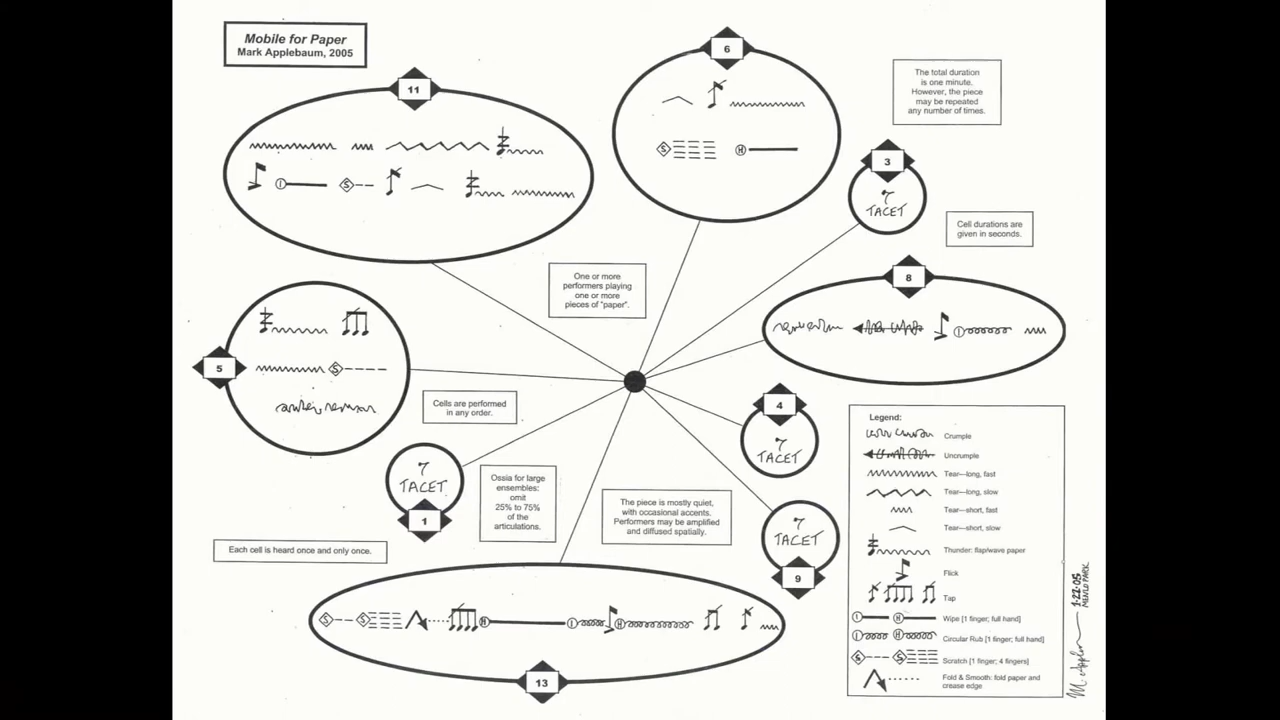 Mobile for Paper
Mark Applebaum, 2005
11
6
The total duration
is one minute.
However, the piece
may be repeated
any number of times.
3
TACET
Cell durations are
given in seconds.
One or more
performers playing
one or more
pieces of "paper".
8
5
Cells are performed
in any order.
4
TACET
TACET
1
Ossia for large
ensembles:
omit
25% to 75%
of the
articulations.
The piece is mostly quiet,
with occasional accents.
Performers may be amplified
and diffused spatially.
TACET
9
Each cell is heard once and only once.
13
Legend:
Crumple
Uncrumple
Tear—long, fast
Tear—long, slow
Tear—short, fast
Tear—short, slow
Thunder: flap/wave paper
Flick
Tap
Wipe [1 finger; full hand]
Circular Rub [1 finger; full hand]
Scratch [1 finger; 4 fingers]
Fold & Smooth: fold paper and
crease edge
1·22·05
MENLO PARK